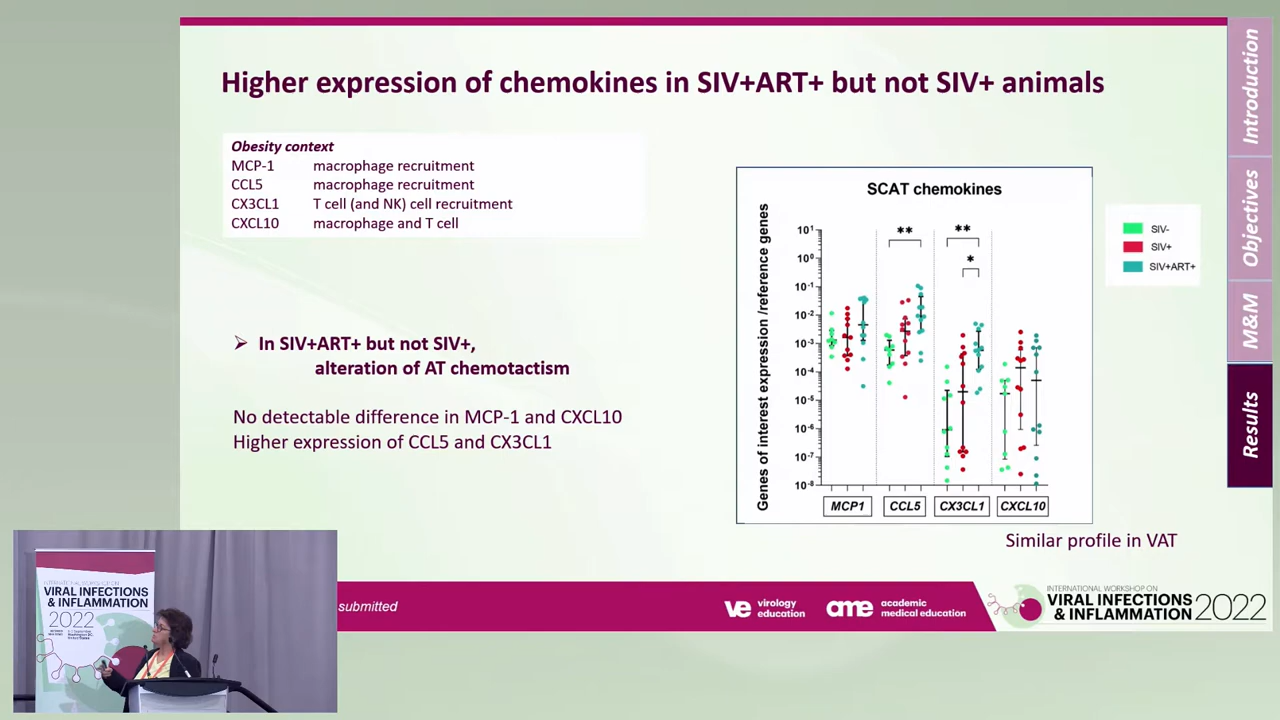 Higher expression of chemokines in SIV+ART+ but not SIV+ animals
Obesity context
MCP-1 macrophage recruitment
CCL5 macrophage recruitment
CX3CL1 T cell (and NK) cell recruitment
CXCL10 macrophage and T cell
➢ In SIV+ART+ but not SIV+,
alteration of AT chemotactism
No detectable difference in MCP-1 and CXCL10
Higher expression of CCL5 and CX3CL1
SCAT chemokines
Genes of interest expression /reference genes
10¹
10⁰
10⁻¹
10⁻²
10⁻³
10⁻⁴
10⁻⁵
10⁻⁶
10⁻⁷
10⁻⁸
**
**
*
MCP1 CCL5 CX3CL1 CXCL10
SIV-
SIV+
SIV+ART+
Similar profile in VAT
Introduction
Objectives
M&M
Results
submitted
ve virology
education
ame academic
medical education
INTERNATIONAL WORKSHOP ON
VIRAL INFECTIONS
& INFLAMMATION 2022
INTERNATIONAL WORKSHOP ON
VIRAL INFECTIONS
& INFLAMMATION
2022